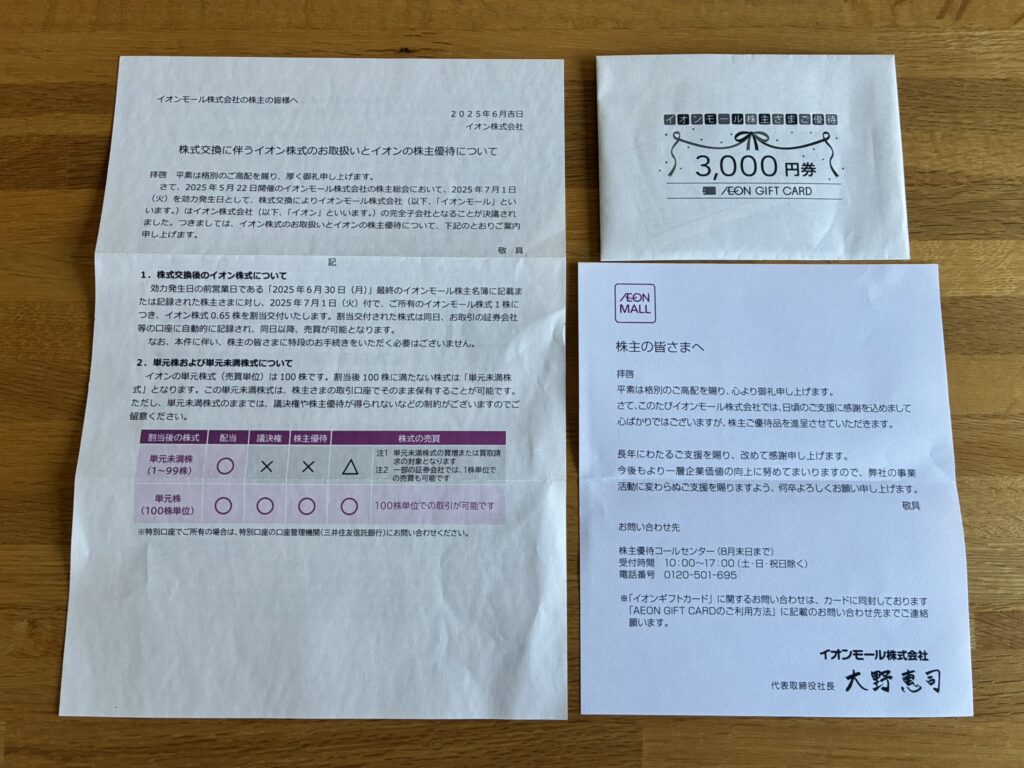 イオンモール株式会社の株主の皆様へ
2025年6月吉日
イオン株式会社
株式交換に伴うイオン株式のお取扱いとイオンの株主優待について
拝啓 平素は格別のご高配を賜り、厚く御礼申し上げます。
さて、2025年5月22日開催のイオンモール株式会社の株主総会において、2025年7月1日
(火)を効力発生日として、株式交換によりイオンモール株式会社(以下、「イオンモール」とい
います。)はイオン株式会社(以下、「イオン」といいます。)の完全子会社となることが決議され
ました。つきましては、イオン株式のお取扱いとイオンの株主優待について、下記のとおりご案内
申し上げます。
敬 具
記
1.株式交換後のイオン株式について
効力発生日の前営業日である「2025年6月30日(月)」最終のイオンモール株主名簿に記載ま
たは記録された株主さまに対し、2025年7月1日(火)付で、ご所有のイオンモール株式1株に
つき、イオン株式0.65株を割当交付いたします。割当交付された株式は同日、お取引の証券会社
等の口座に自動的に記録され、同日以降、売買が可能となります。
なお、本件に伴い、株主の皆さまに特段のお手続きをいただく必要はございません。
2.単元株および単元未満株式について
イオンの単元株式(売買単位)は100株です。割当後100株に満たない株式は「単元未満株
式」となります。この単元未満株式は、株主さまの取引口座でそのまま保有することが可能です。
ただし、単元未満株式のままでは、議決権や株主優待が得られないなどの制約がございますのでご
留意ください。
割当後の株式 配当 議決権 株主優待 株式の売買
単元未満株
(1~99株)
○ × × △
注1 単元未満株式の買増または買取請
求の対象となります
注2 一部の証券会社では、1株単位で
の売買も可能です
単元株
(100株単位)
○ ○ ○ ○ 100株単位での取引が可能です
※特別口座でご所有の場合は、特別口座の口座管理機関(三井住友信託銀行)にお問い合わせください。
イオンモール株主さまご優待
3,000円券
AEON GIFT CARD
AEON
MALL
株主の皆さまへ
拝啓
平素は格別のご高配を賜り、心より御礼申し上げます。
さて、このたびイオンモール株式会社では、日頃のご支援に感謝を込めまして
心ばかりではございますが、株主ご優待品を進呈させていただきます。
長年にわたるご支援を賜り、改めて感謝申し上げます。
今後もより一層企業価値の向上に努めてまいりますので、弊社の事業
活動に変わらぬご支援を賜りますよう、何卒よろしくお願い申し上げます。
敬具
お問い合わせ先
株主優待コールセンター(8月末日まで)
受付時間 10:00~17:00(土・日・祝日除く)
電話番号 0120-501-695
※「イオンギフトカード」に関するお問い合わせは、カードに同封しております
「AEON GIFT CARDのご利用方法」に記載のお問い合わせ先までご連絡
願います。
イオンモール株式会社
代表取締役社長 大野惠司